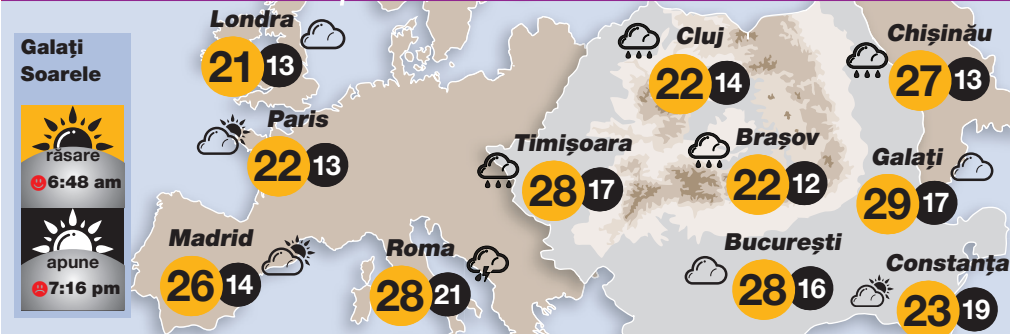 Galați
Soarele
răsare
6:48 am
apune
7:16 pm
Londra
21 13
Paris
22 13
Madrid
26 14
Roma
28 21
Timișoara
28 17
Cluj
22 14
Brașov
22 12
București
28 16
Chișinău
27 13
Galați
29 17
Constanța
23 19